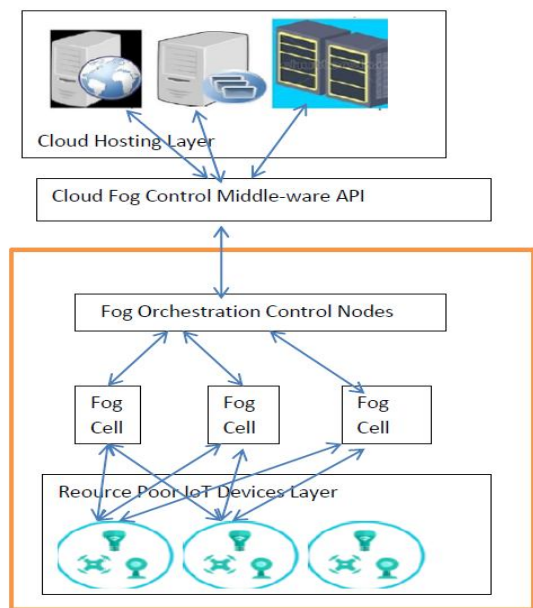 Cloud Hosting Layer
Cloud Fog Control Middle-ware API
Fog Orchestration Control Nodes
Fog
Cell
Fog
Cell
Fog
Cell
Reource Poor IoT Devices Layer